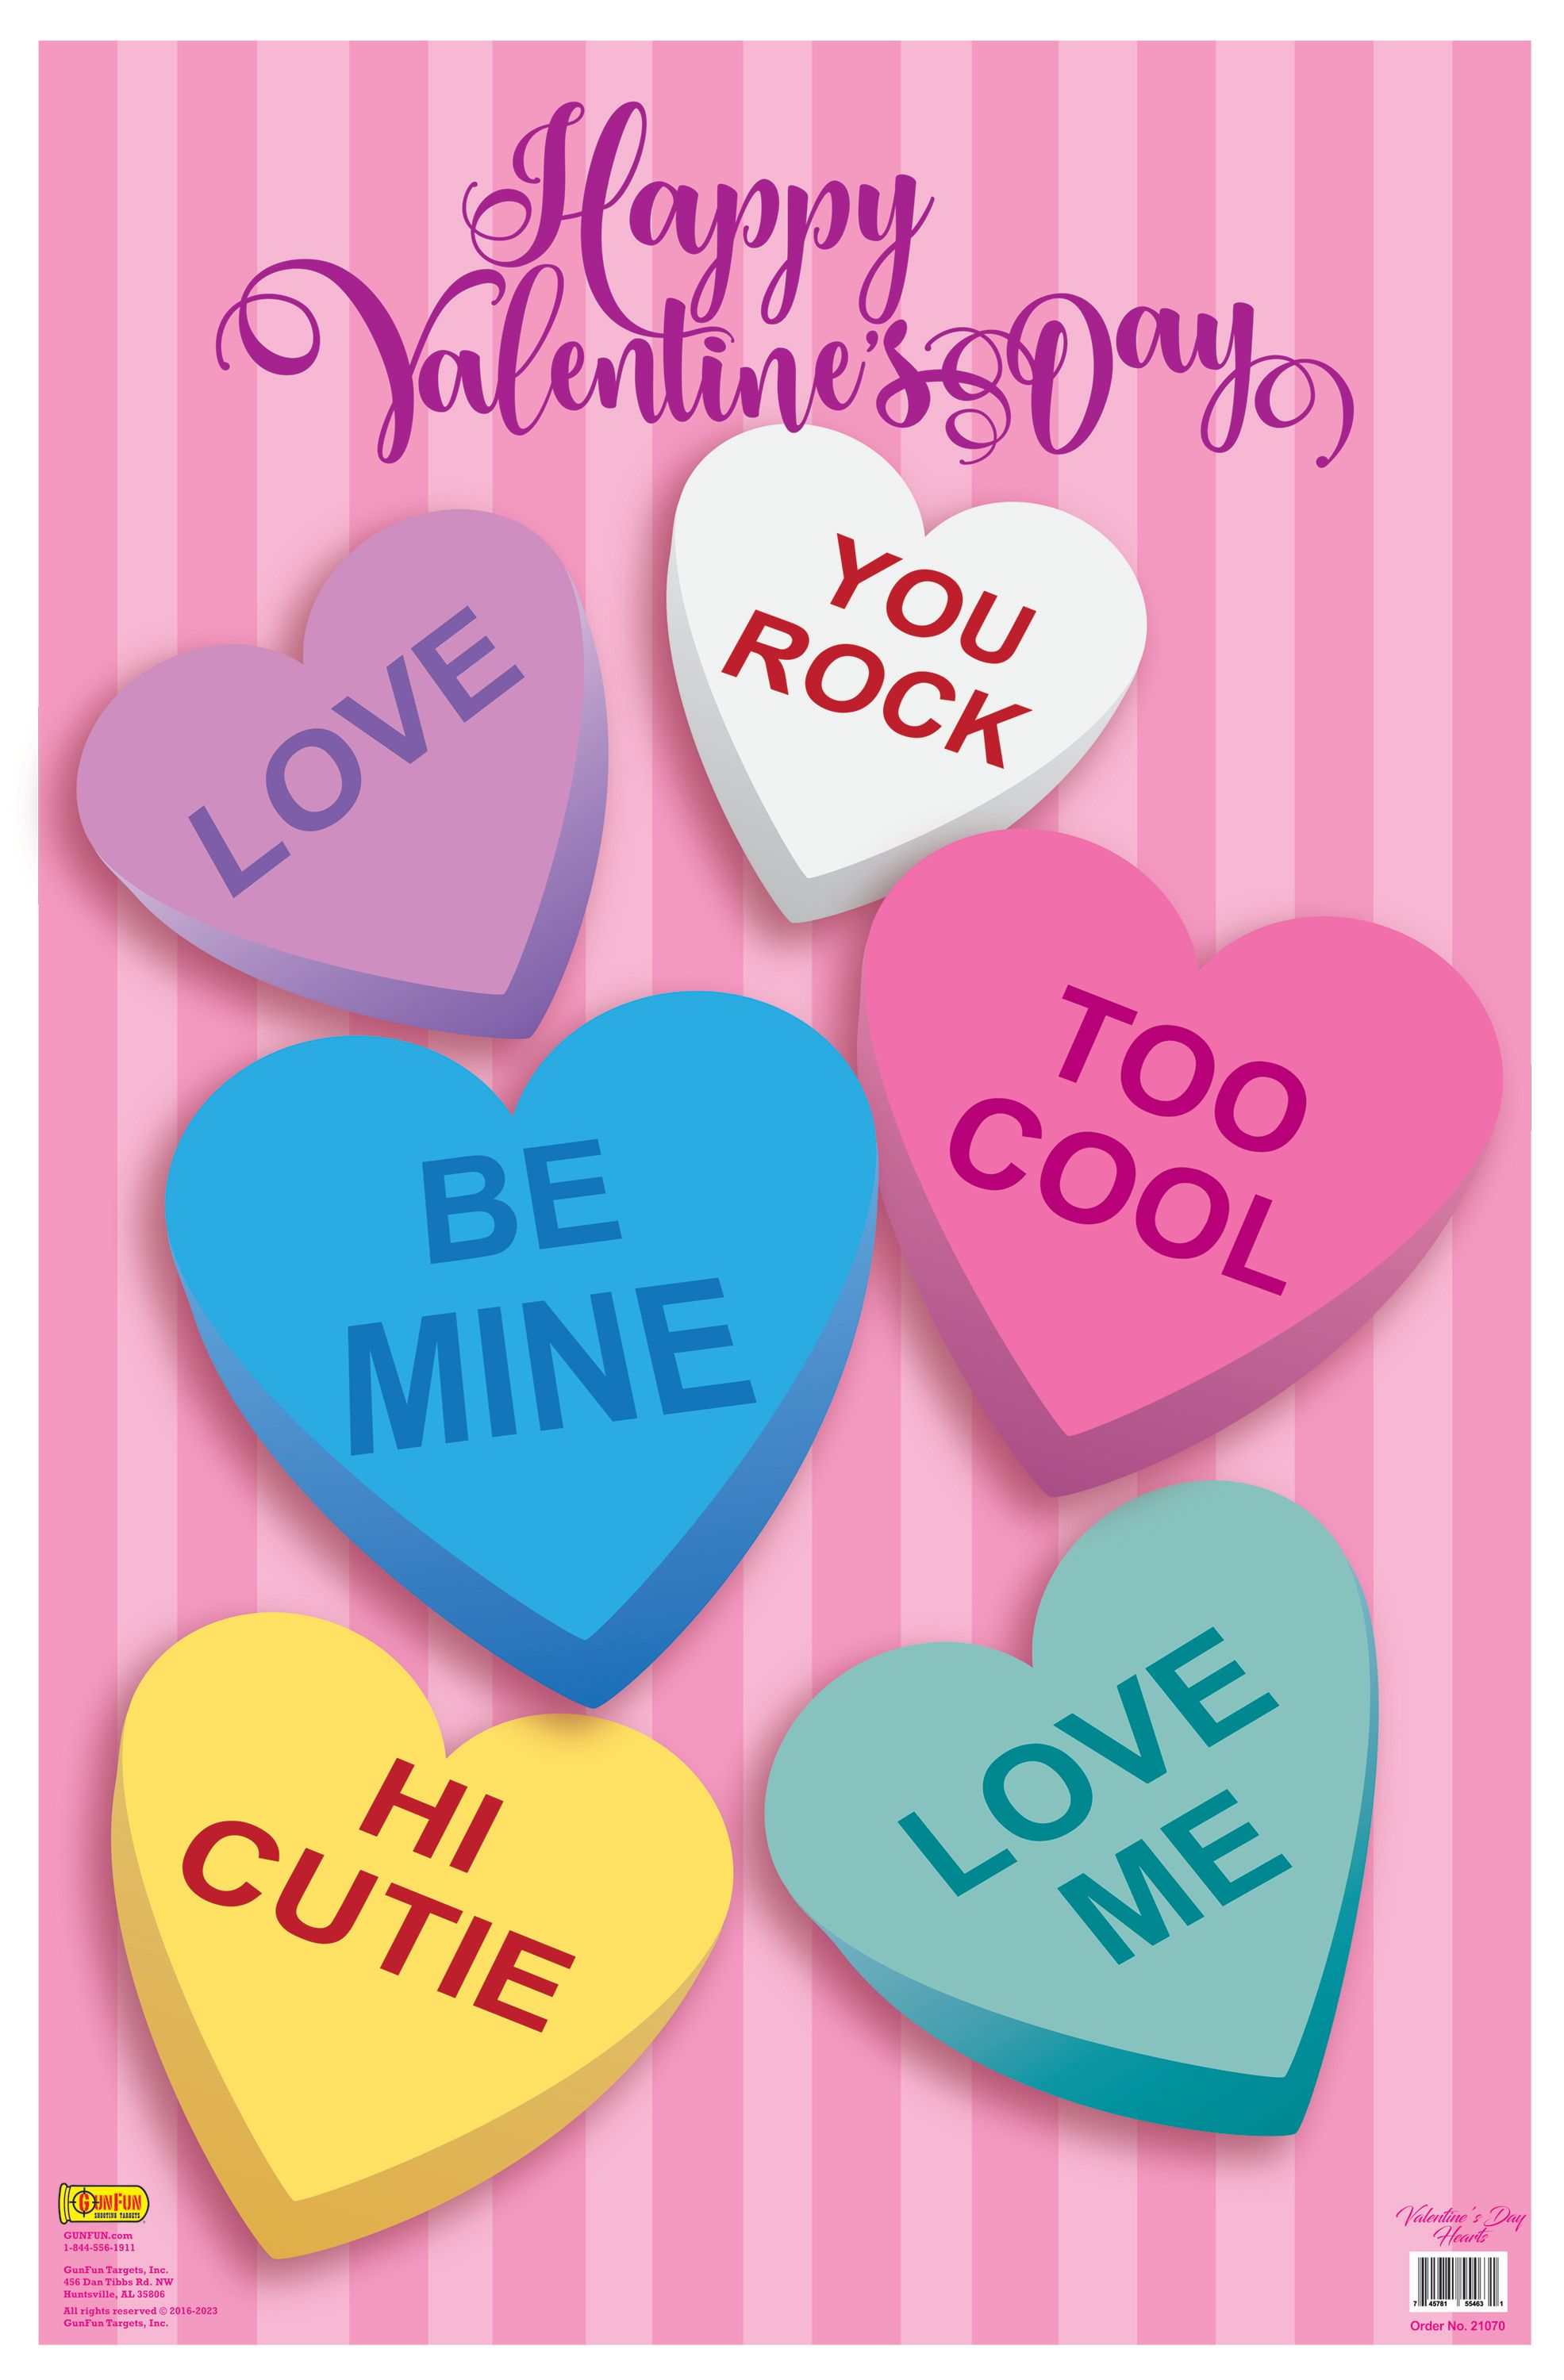 Happy
Valentine's Day
LOVE
YOU
ROCK
TOO
COOL
BE
MINE
HI
CUTIE
LOVE
ME
GUNFUN
SHOOTING TARGETS
GUNFUN.com
1-844-556-1911
GunFun Targets, Inc.
456 Dan Tibbs Rd. NW
Huntsville, AL 35806
All rights reserved © 2016-2023
GunFun Targets, Inc.
Valentine's Day
Hearts
7 45781 55463 1
Order No. 21070